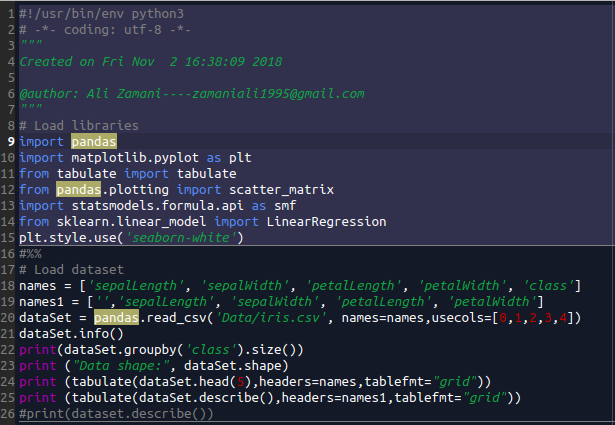 1 #!/usr/bin/env python3
2 # -*- coding: utf-8 -*-
3 """
4 Created on Fri Nov  2 16:38:09 2018
5
6 @author: Ali Zamani----zamaniali1995@gmail.com
7 """
8 # Load libraries
9 import pandas
10 import matplotlib.pyplot as plt
11 from tabulate import tabulate
12 from pandas.plotting import scatter_matrix
13 import statsmodels.formula.api as smf
14 from sklearn.linear_model import LinearRegression
15 plt.style.use('seaborn-white')
16 #%%
17 # Load dataset
18 names = ['sepalLength', 'sepalWidth', 'petalLength', 'petalWidth', 'class']
19 names1 = ['','sepalLength', 'sepalWidth', 'petalLength', 'petalWidth']
20 dataSet = pandas.read_csv('Data/iris.csv', names=names,usecols=[0,1,2,3,4])
21 dataSet.info()
22 print(dataSet.groupby('class').size())
23 print ("Data shape:", dataSet.shape)
24 print (tabulate(dataSet.head(5),headers=names,tablefmt="grid"))
25 print (tabulate(dataSet.describe(),headers=names1,tablefmt="grid"))
26 #print(dataset.describe())